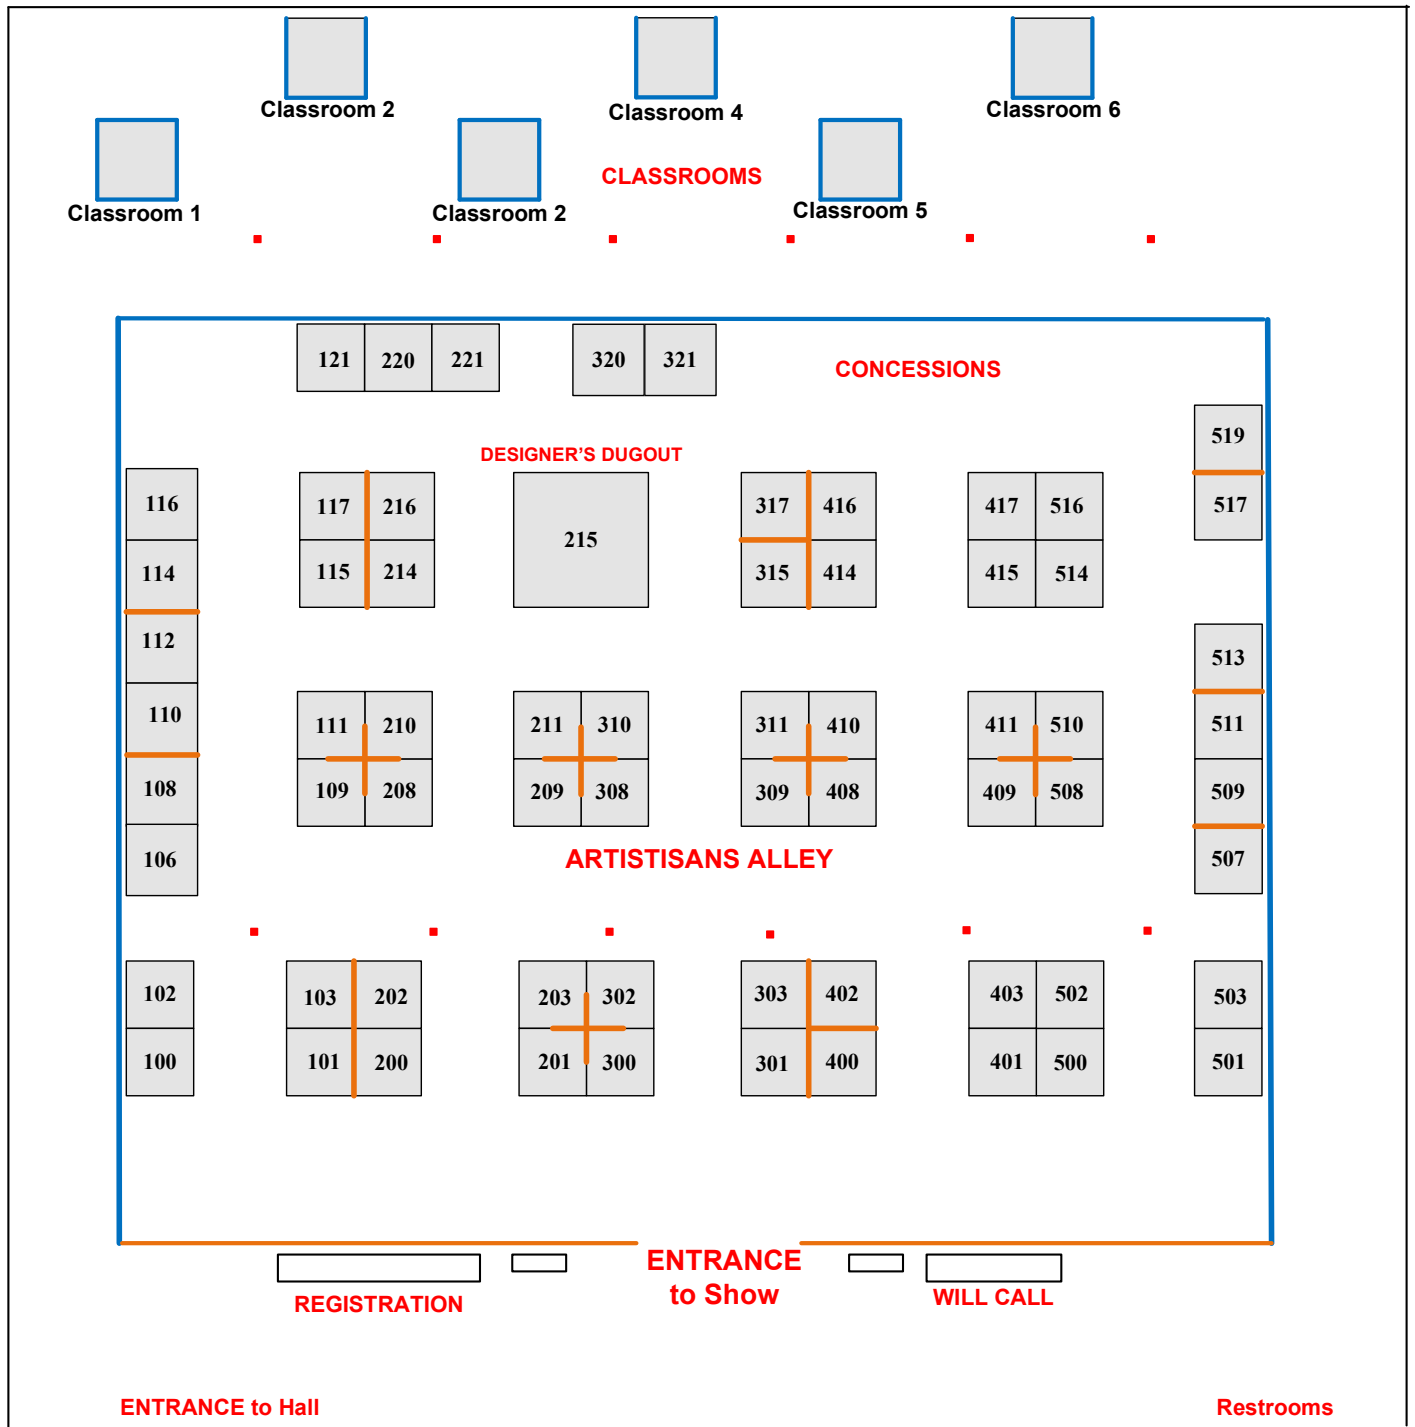 Classroom 2
Classroom 4
Classroom 6
CLASSROOMS
Classroom 1
Classroom 2
Classroom 5
121 220 221
320 321
CONCESSIONS
519
DESIGNER'S DUGOUT
116
117 216
215
317 416
417 516
517
114
115 214
315 414
415 514
112
513
110
111 210
211 310
311 410
411 510
511
108
109 208
209 308
309 408
409 508
509
106
ARTISTISANS ALLEY
507
102
103 202
203 302
303 402
403 502
503
100
101 200
201 300
301 400
401 500
501
ENTRANCE
to Show
REGISTRATION
WILL CALL
ENTRANCE to Hall
Restrooms